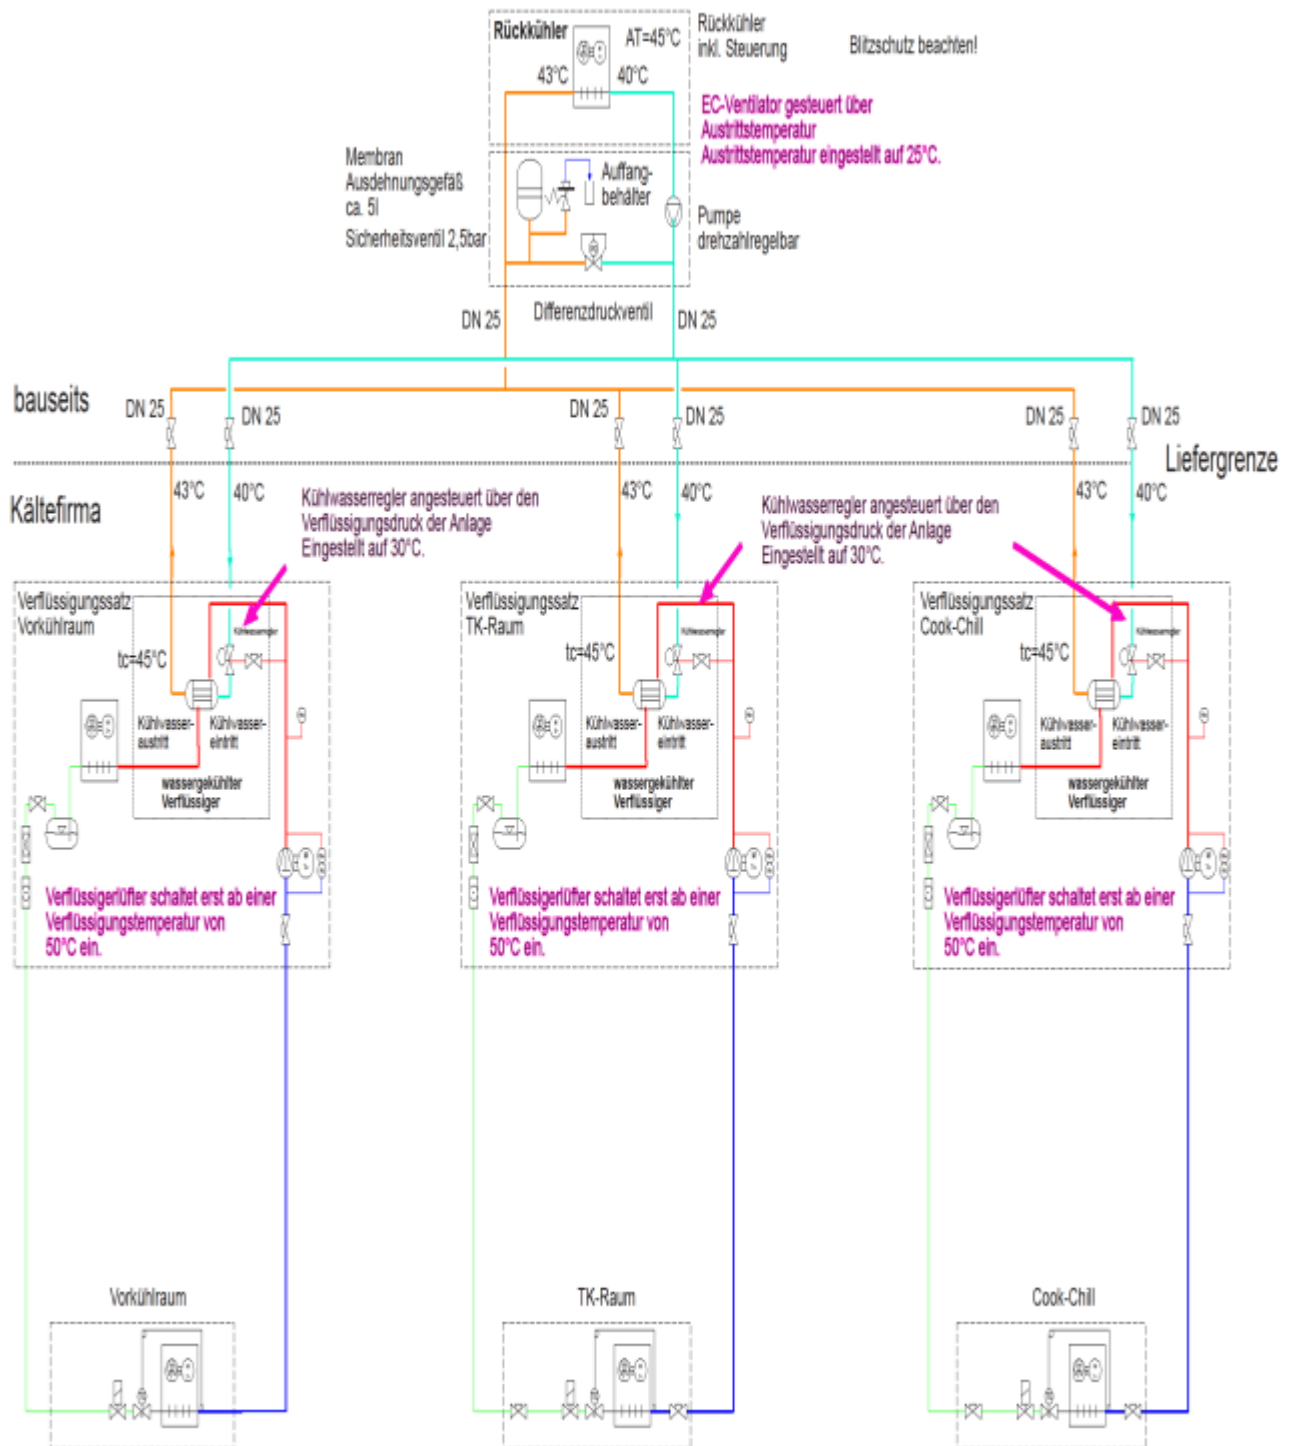 Rückkühler
AT=45°C
43°C
40°C
Rückkühler
inkl. Steuerung
Blitzschutz beachten!
EC-Ventilator gesteuert über
Austrittstemperatur
Austrittstemperatur eingestellt auf 25°C.
Membran
Ausdehnungsgefäß
ca. 5l
Sicherheitsventil 2,5bar
Auffang-
behälter
Pumpe
drehzahlregelbar
Differenzdruckventil
DN 25
DN 25
bauseits
DN 25
DN 25
DN 25
DN 25
DN 25
DN 25
Liefergrenze
Kältefirma
43°C
40°C
Kühlwasserregler angesteuert über den
Verflüssigungsdruck der Anlage
Eingestellt auf 30°C.
43°C
40°C
Kühlwasserregler angesteuert über den
Verflüssigungsdruck der Anlage
Eingestellt auf 30°C.
43°C
40°C
Verflüssigungssatz
Vorkühlraum
Kühlwasserregler
tc=45°C
Kühlwasser-
austritt
Kühlwasser-
eintritt
wassergekühlter
Verflüssiger
Verflüssigerlüfter schaltet erst ab einer
Verflüssigungstemperatur von
50°C ein.
Verflüssigungssatz
TK-Raum
Kühlwasserregler
tc=45°C
Kühlwasser-
austritt
Kühlwasser-
eintritt
wassergekühlter
Verflüssiger
Verflüssigerlüfter schaltet erst ab einer
Verflüssigungstemperatur von
50°C ein.
Verflüssigungssatz
Cook-Chill
Kühlwasserregler
tc=45°C
Kühlwasser-
austritt
Kühlwasser-
eintritt
wassergekühlter
Verflüssiger
Verflüssigerlüfter schaltet erst ab einer
Verflüssigungstemperatur von
50°C ein.
Vorkühlraum
TK-Raum
Cook-Chill